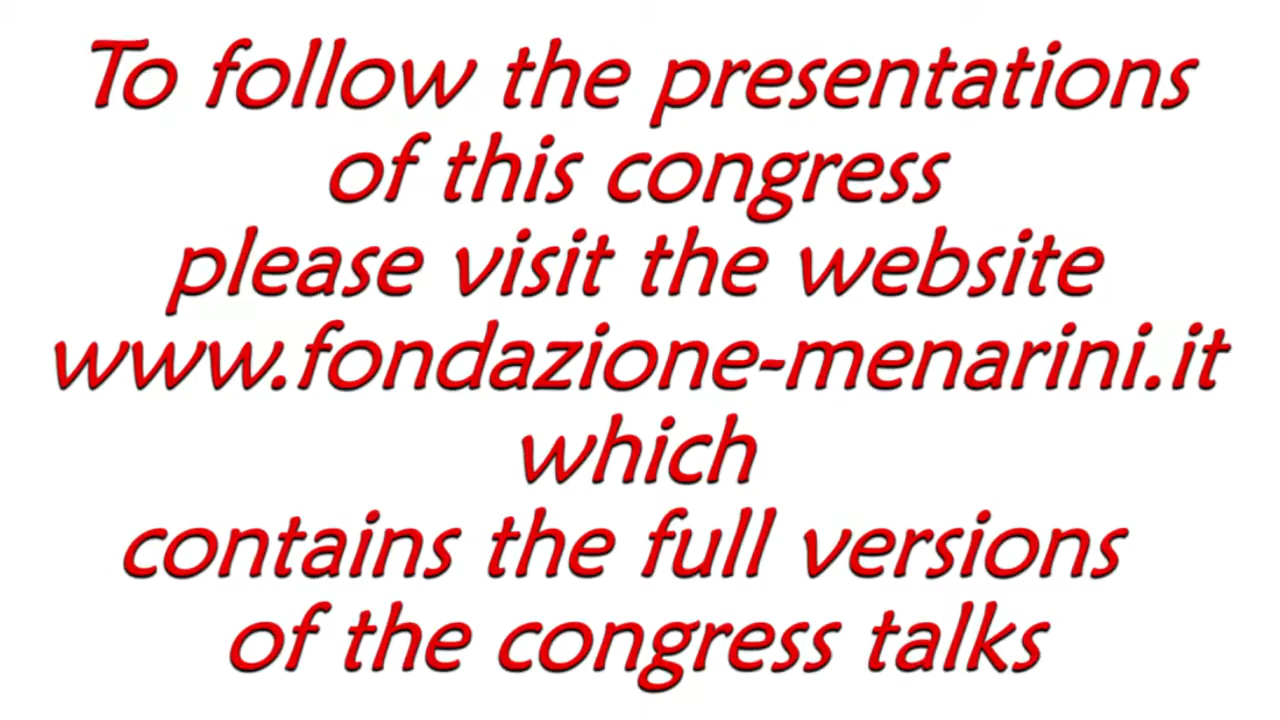 To follow the presentations
of this congress
please visit the website
www.fondazione-menarini.it
which
contains the full versions
of the congress talks